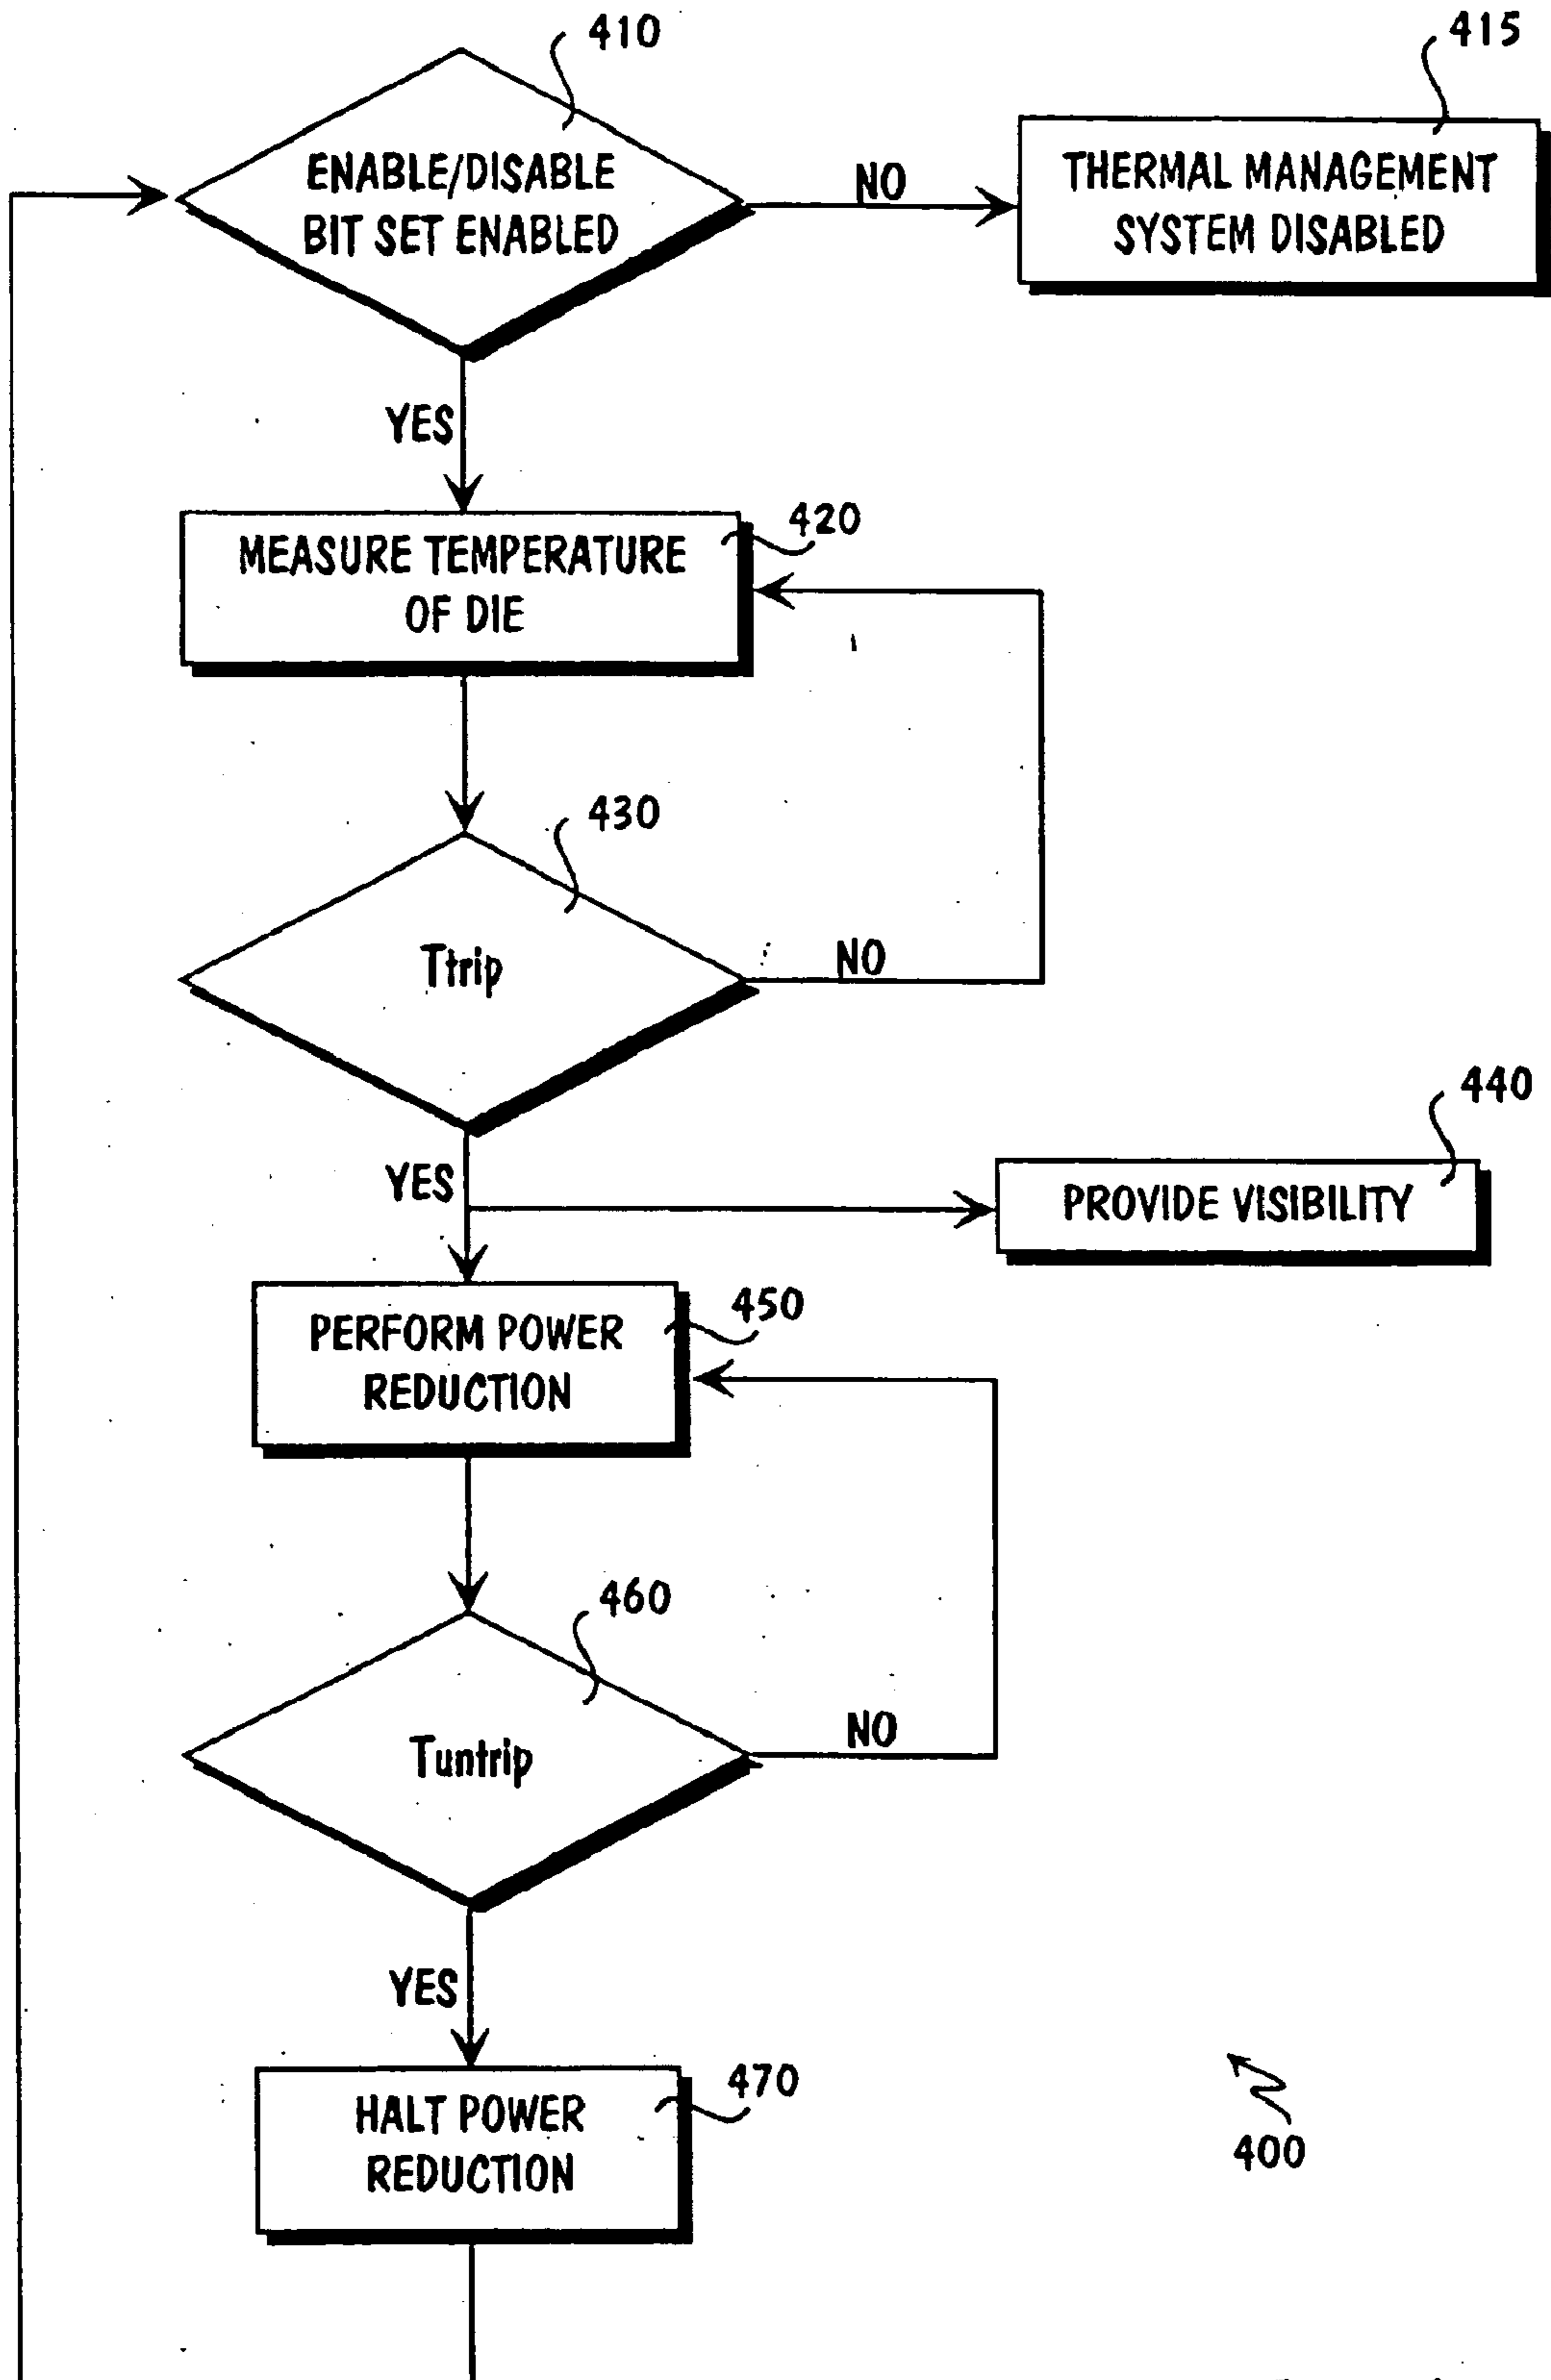 410
415
ENABLE/DISABLE
BIT SET ENABLED
NO
THERMAL MANAGEMENT
SYSTEM DISABLED
YES
420
MEASURE TEMPERATURE
OF DIE
430
Ttrip
NO
440
YES
PROVIDE VISIBILITY
450
PERFORM POWER
REDUCTION
460
Tuntrip
NO
YES
470
HALT POWER
REDUCTION
400